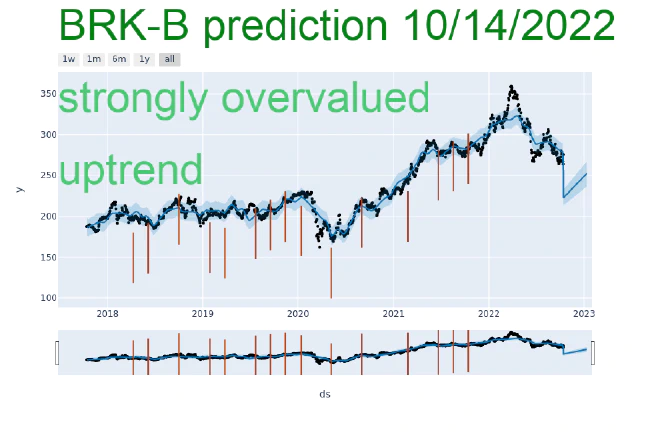 BRK-B prediction 10/14/2022
1w 1m 6m 1y all
strongly overvalued
uptrend
350
300
250
200
150
100
y
2018 2019 2020 2021 2022 2023
ds